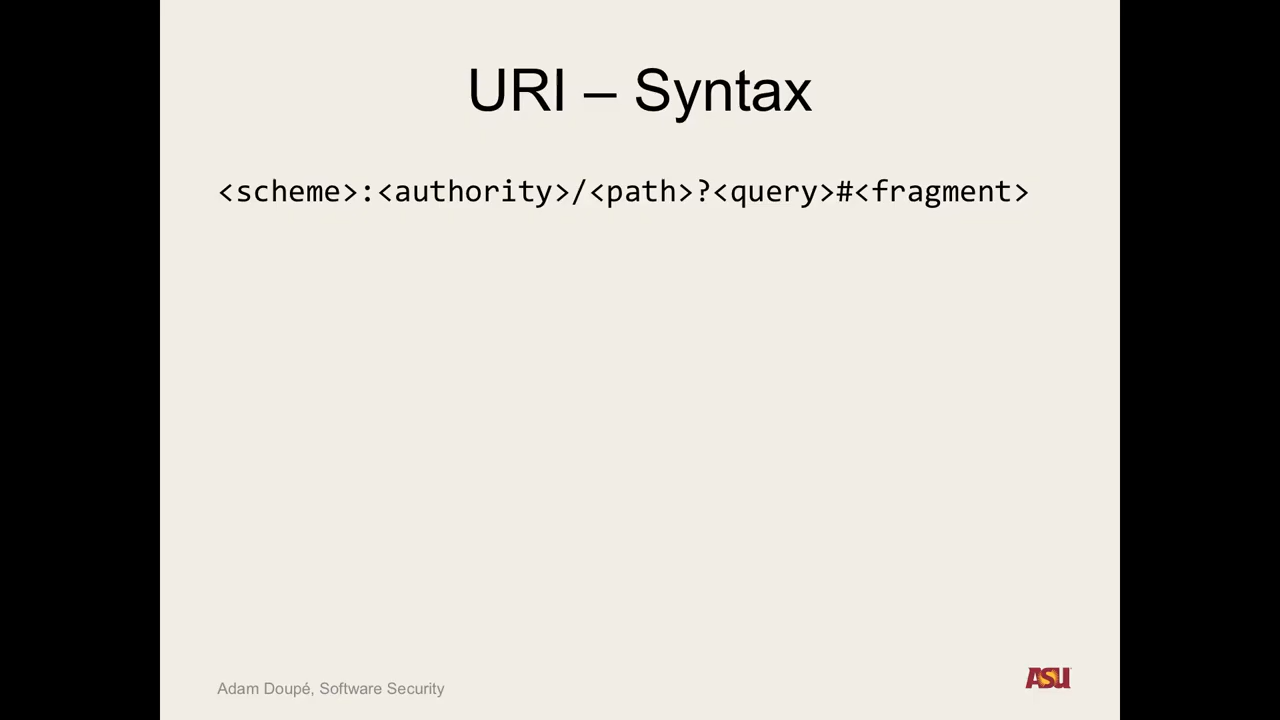 URI – Syntax
<scheme>:<authority>/<path>?<query>#<fragment>
Adam Doupé, Software Security
ASU